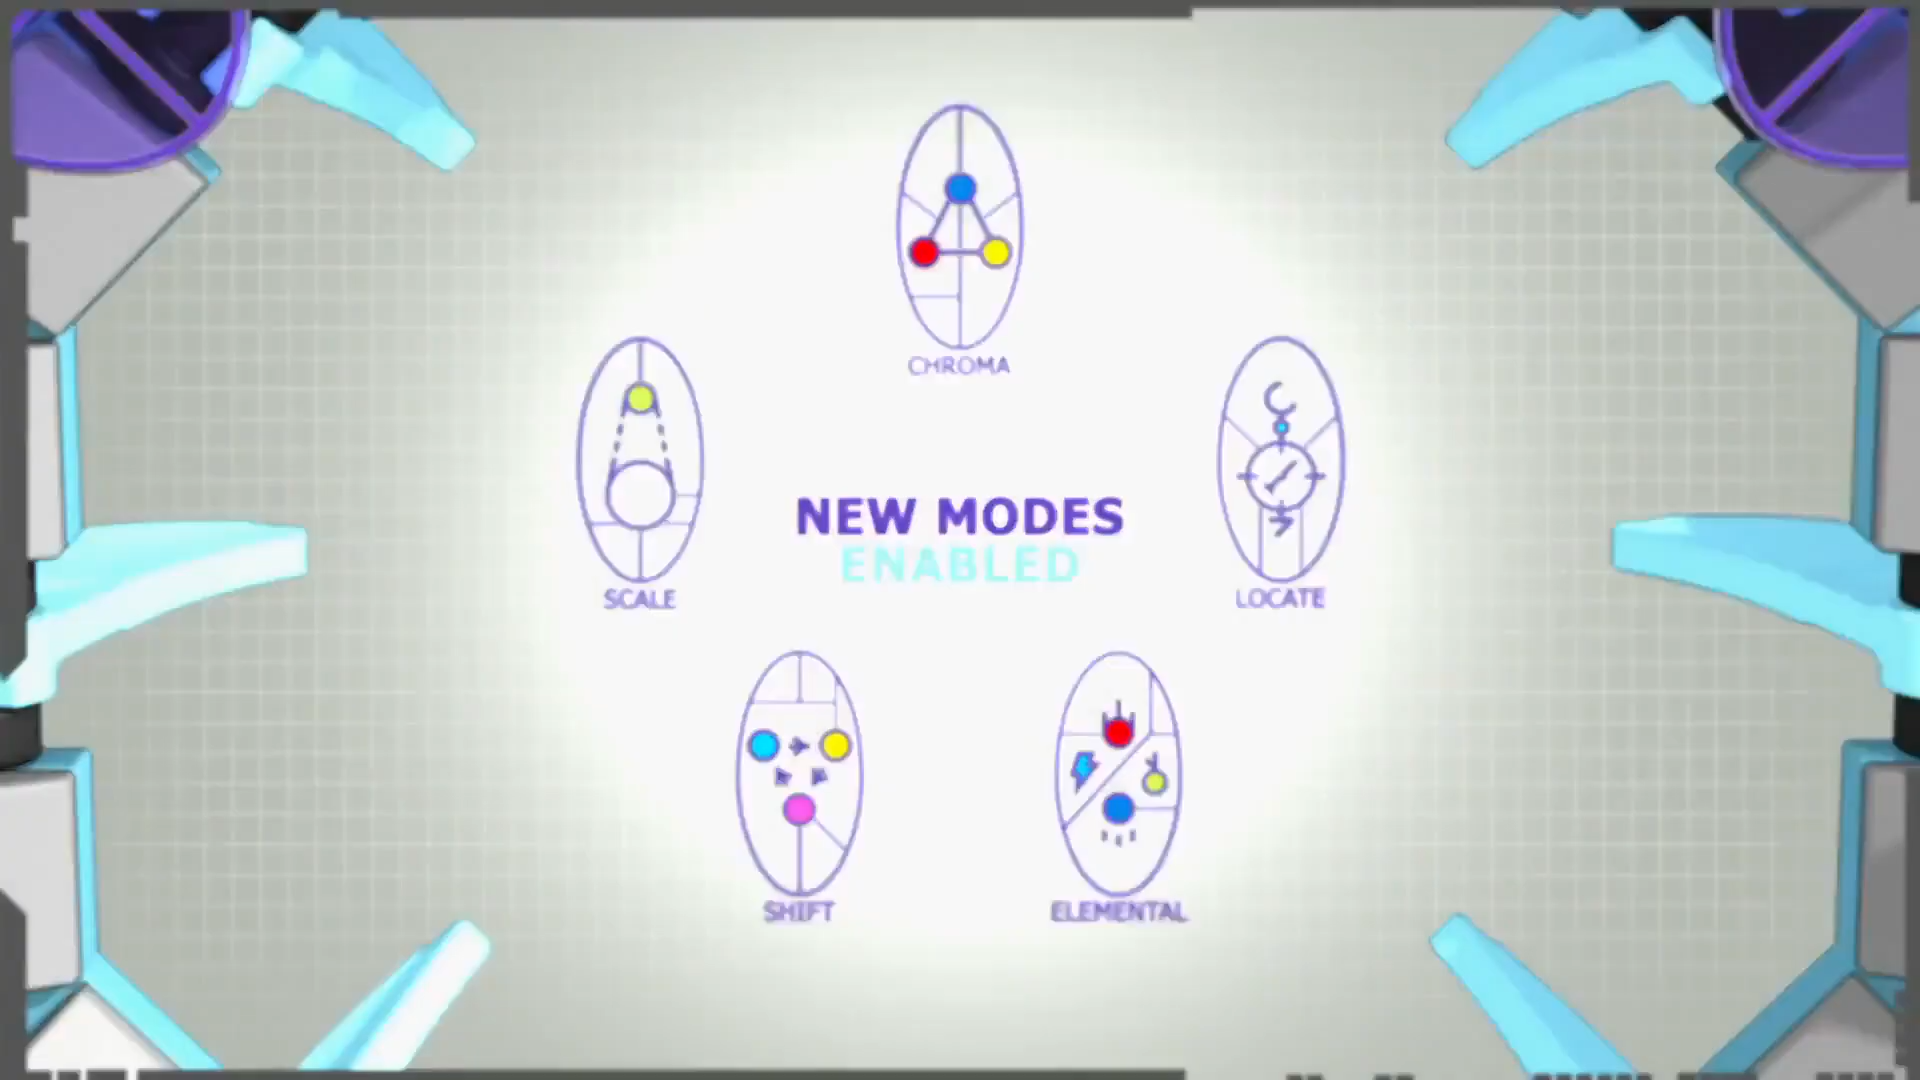 CHROMA
SCALE
LOCATE
NEW MODES
ENABLED
SHIFT
ELEMENTAL